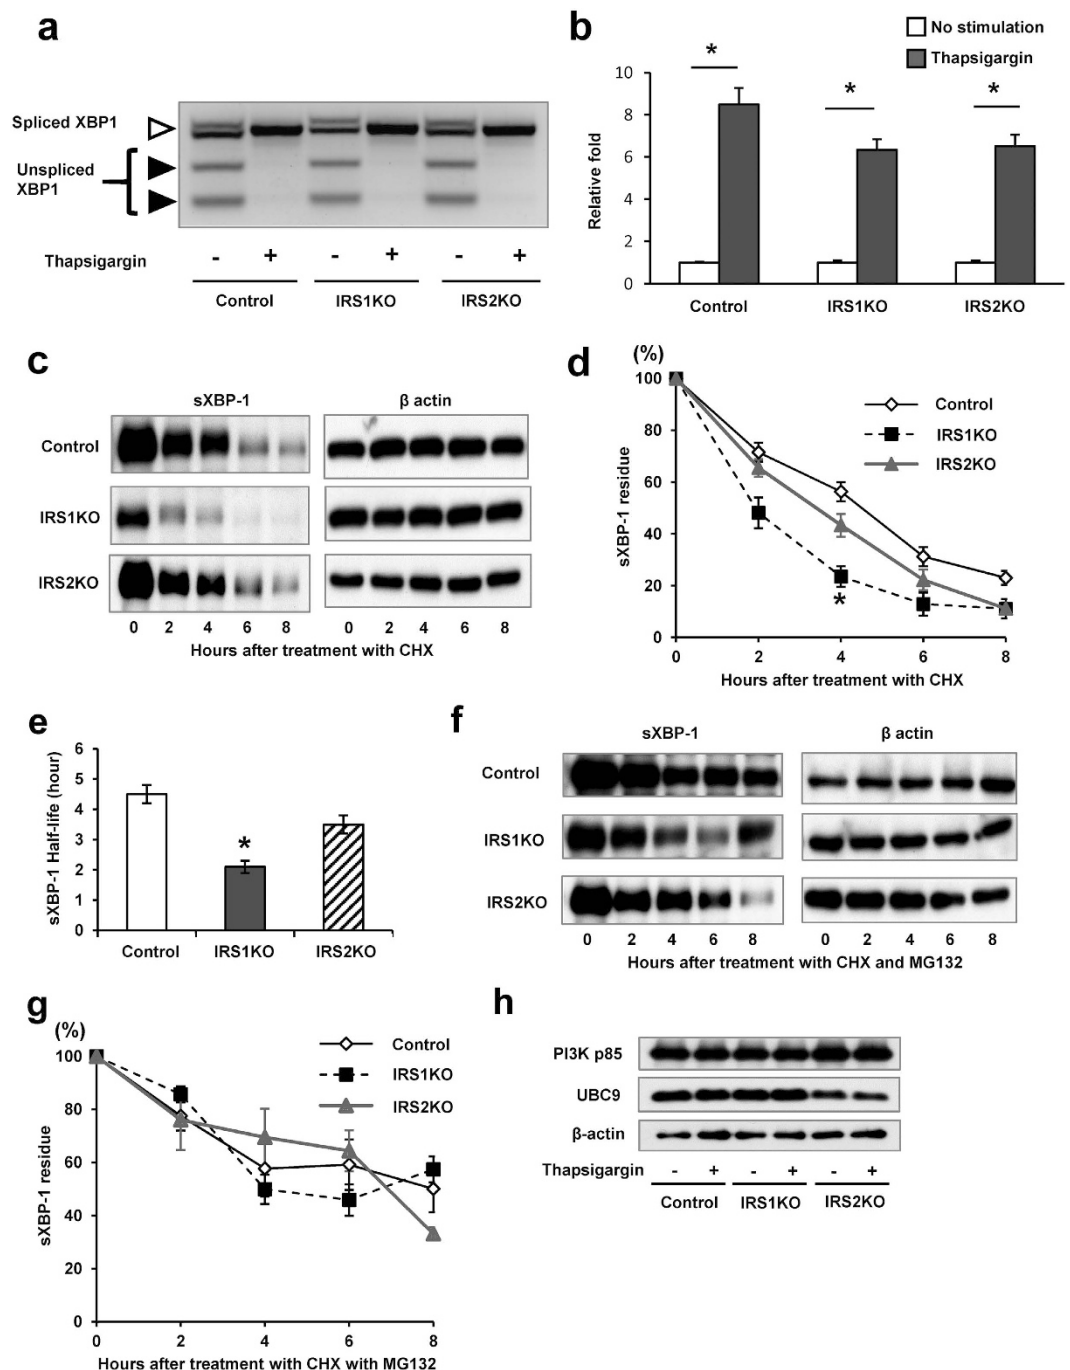 a
Spliced XBP1
Unspliced
XBP1
Thapsigargin
- + - + - +
Control IRS1KO IRS2KO
b
No stimulation
Thapsigargin
* * *
Relative fold
10
8
6
4
2
0
Control IRS1KO IRS2KO
c
sXBP-1 β actin
Control
IRS1KO
IRS2KO
0 2 4 6 8 0 2 4 6 8
Hours after treatment with CHX
d
(%)
sXBP-1 residue
100
80
60
40
20
0
Control
IRS1KO
IRS2KO
*
0 2 4 6 8
Hours after treatment with CHX
e
sXBP-1 Half-life (hour)
6
5
4
3
2
1
0
*
Control IRS1KO IRS2KO
f
sXBP-1 β actin
Control
IRS1KO
IRS2KO
0 2 4 6 8 0 2 4 6 8
Hours after treatment with CHX and MG132
g
(%)
sXBP-1 residue
100
80
60
40
20
0
Control
IRS1KO
IRS2KO
0 2 4 6 8
Hours after treatment with CHX with MG132
h
PI3K p85
UBC9
β-actin
Thapsigargin - + - + - +
Control IRS1KO IRS2KO